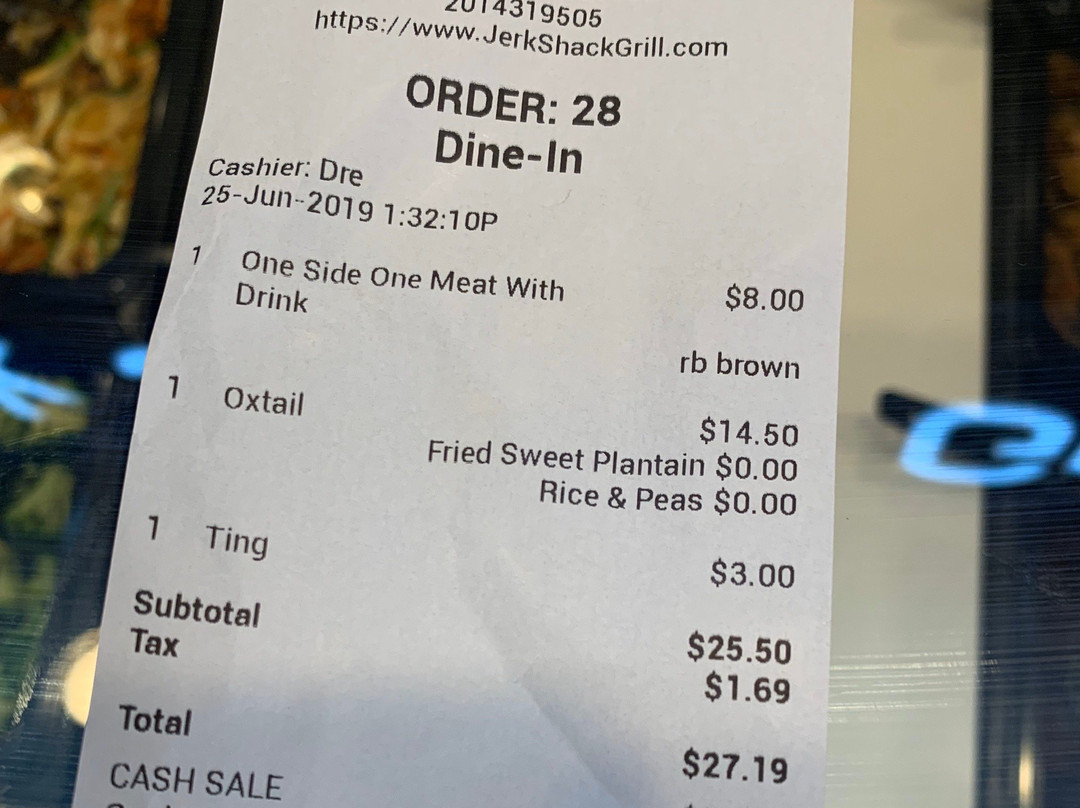 2014319505
https://www.JerkShackGrill.com
ORDER: 28
Dine-In
Cashier: Dre
25-Jun-2019 1:32:10P
1 One Side One Meat With $8.00
Drink
rb brown
1 Oxtail $14.50
Fried Sweet Plantain $0.00
Rice & Peas $0.00
1 Ting $3.00
Subtotal $25.50
Tax $1.69
Total $27.19
CASH SALE